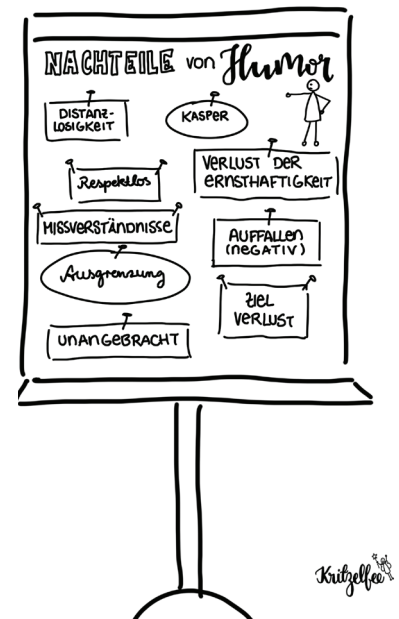 NACHTEILE von Humor
DISTANZ-
LOSIGKEIT
KASPER
Respektlos
VERLUST DER
ERNSTHAFTIGKEIT
MISSVERSTÄNDNISSE
AUFFALLEN
(NEGATIV)
Ausgrenzung
ZIEL
VERLUST
UNANGEBRACHT
Kritzelfee